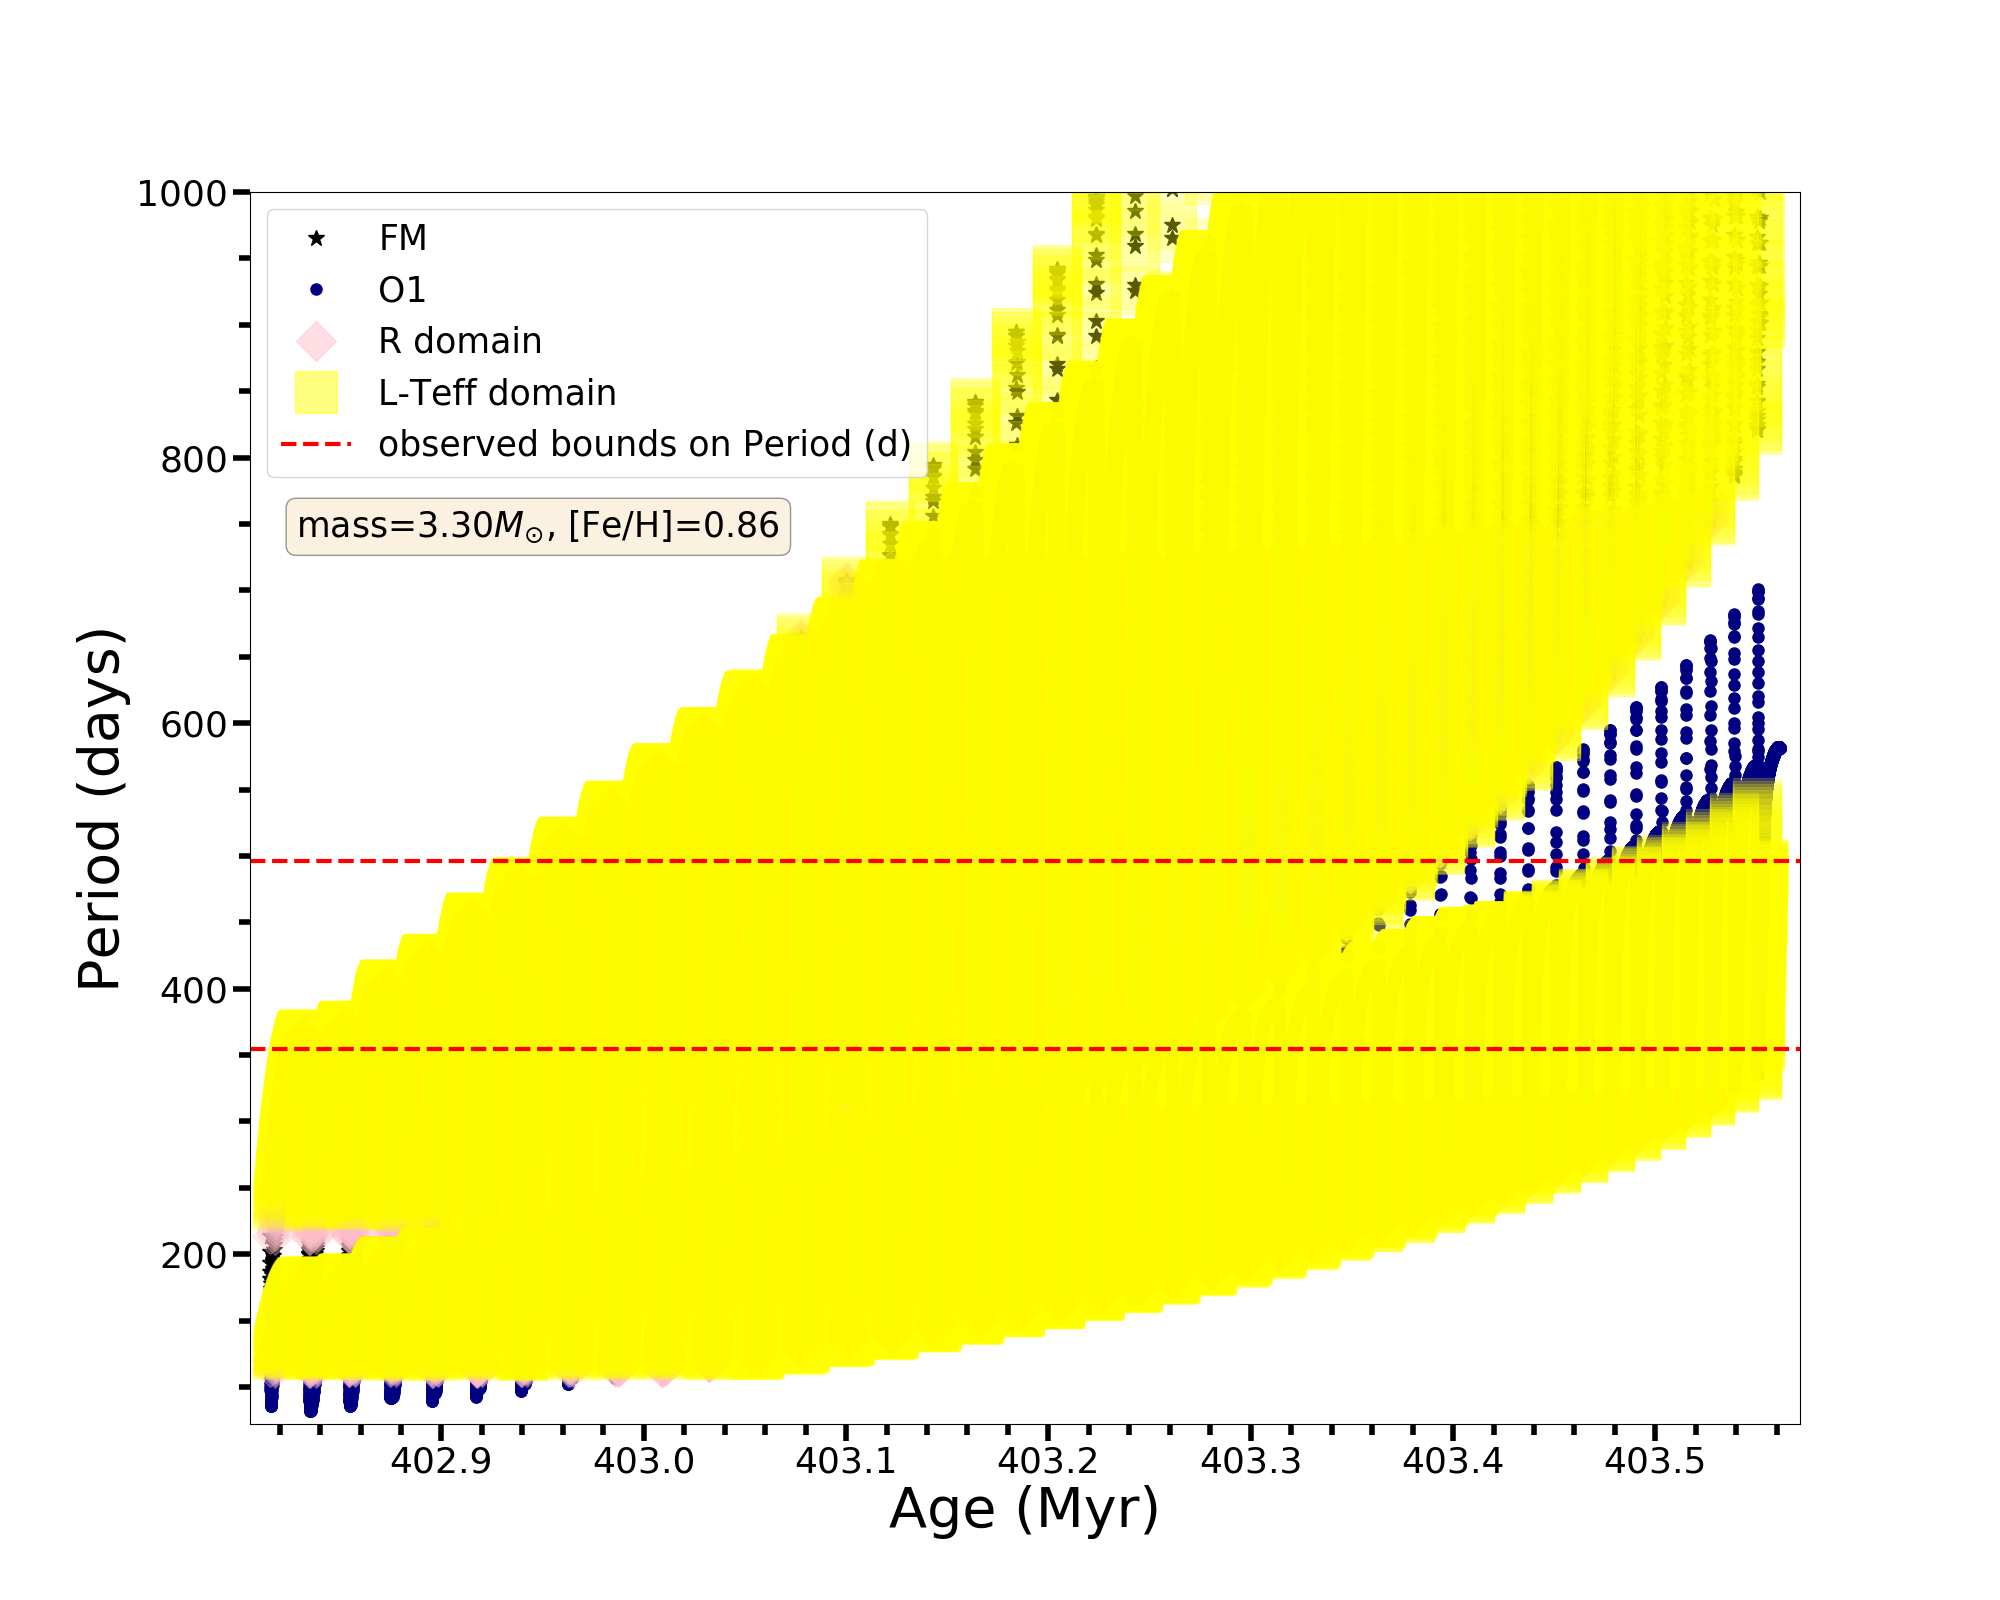 1000
800
600
400
200
Period (days)
FM
O1
R domain
L-Teff domain
observed bounds on Period (d)
mass=3.30M⊙, [Fe/H]=0.86
402.9 403.0 403.1 403.2 403.3 403.4 403.5
Age (Myr)